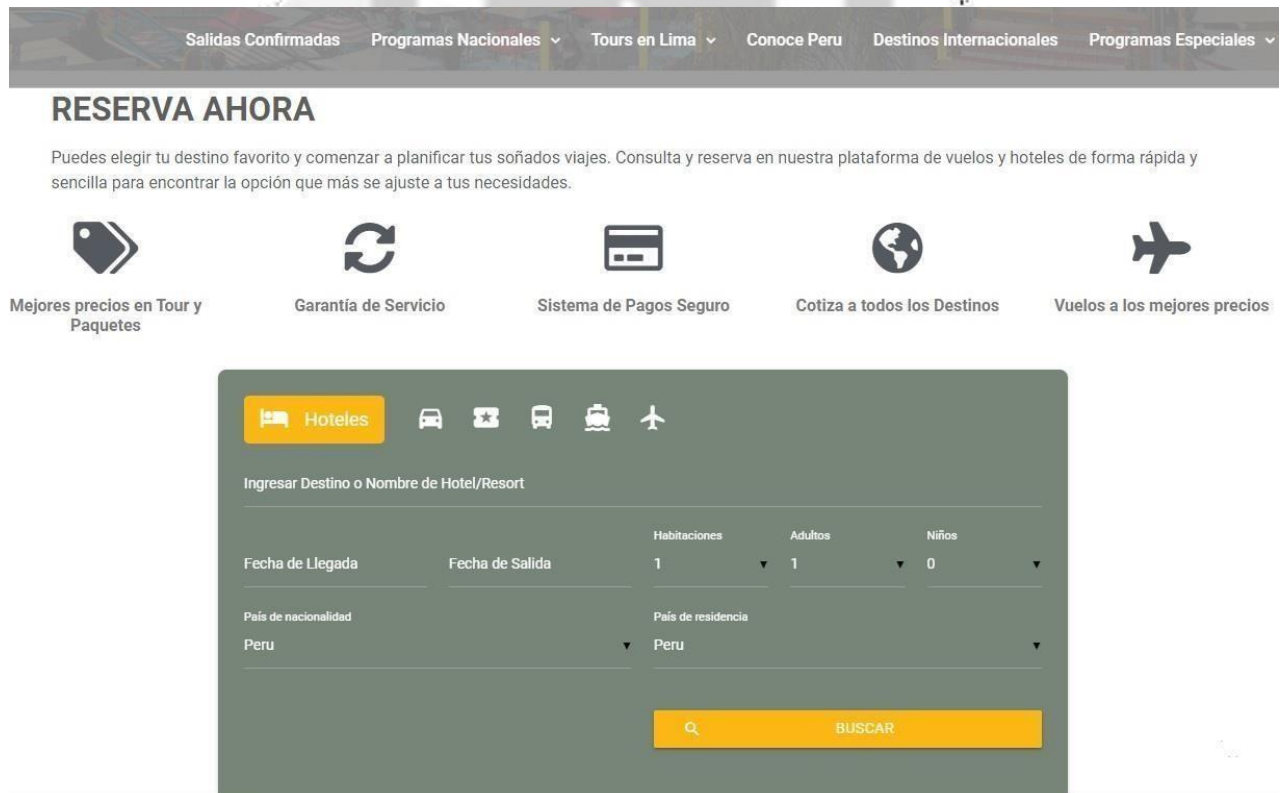 Salidas Confirmadas Programas Nacionales Tours en Lima Conoce Peru Destinos Internacionales Programas Especiales
RESERVA AHORA
Puedes elegir tu destino favorito y comenzar a planificar tus soñados viajes. Consulta y reserva en nuestra plataforma de vuelos y hoteles de forma rápida y
sencilla para encontrar la opción que más se ajuste a tus necesidades.
Mejores precios en Tour y
Paquetes
Garantía de Servicio
Sistema de Pagos Seguro
Cotiza a todos los Destinos
Vuelos a los mejores precios
Hoteles
Ingresar Destino o Nombre de Hotel/Resort
Habitaciones Adultos Niños
Fecha de Llegada Fecha de Salida 1 1 0
País de nacionalidad País de residencia
Peru Peru
BUSCAR